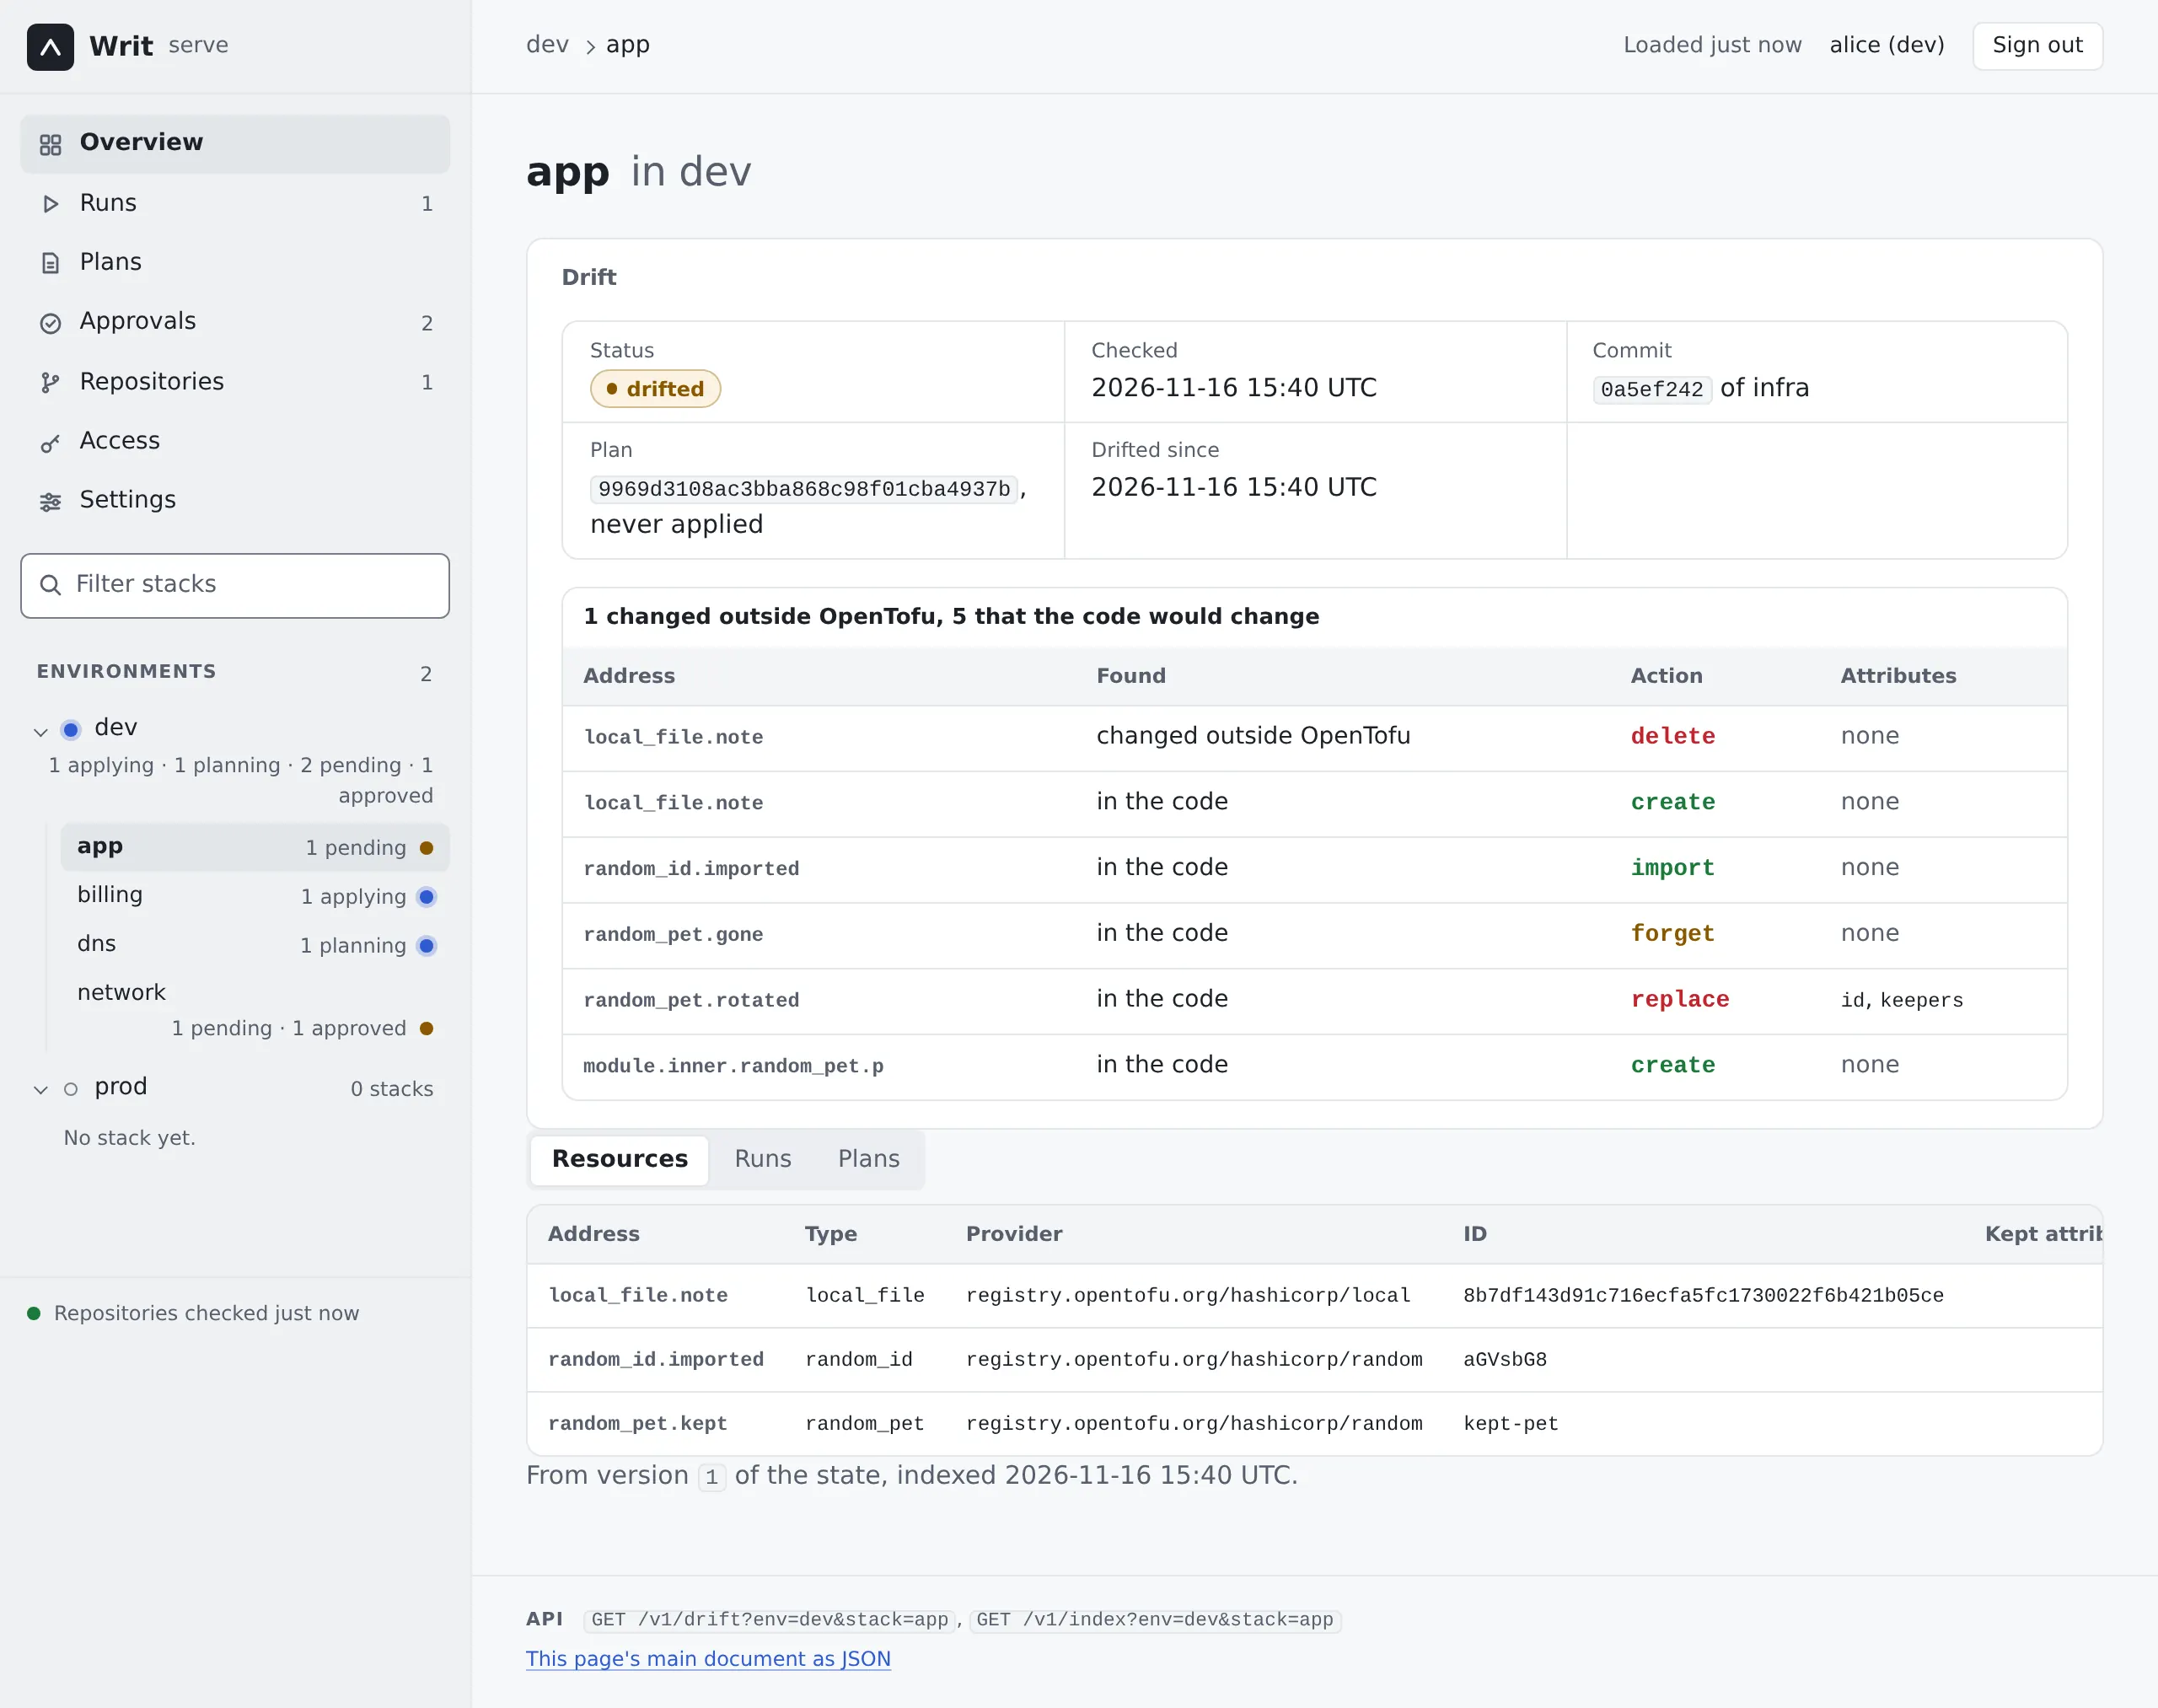 Writ serve
Overview
Runs 1
Plans
Approvals 2
Repositories 1
Access
Settings
Filter stacks
ENVIRONMENTS 2
dev
1 applying · 1 planning · 2 pending · 1
approved
app 1 pending
billing 1 applying
dns 1 planning
network
1 pending · 1 approved
prod 0 stacks
No stack yet.
Repositories checked just now
dev > app
Loaded just now alice (dev) Sign out
app in dev
Drift
Status Checked Commit
drifted 2026-11-16 15:40 UTC 0a5ef242 of infra
Plan Drifted since
9969d3108ac3bba868c98f01cba4937b, 2026-11-16 15:40 UTC
never applied
1 changed outside OpenTofu, 5 that the code would change
Address Found Action Attributes
local_file.note changed outside OpenTofu delete none
local_file.note in the code create none
random_id.imported in the code import none
random_pet.gone in the code forget none
random_pet.rotated in the code replace id, keepers
module.inner.random_pet.p in the code create none
Resources Runs Plans
Address Type Provider ID Kept attrib
local_file.note local_file registry.opentofu.org/hashicorp/local 8b7df143d91c716ecfa5fc1730022f6b421b05ce
random_id.imported random_id registry.opentofu.org/hashicorp/random aGVsbG8
random_pet.kept random_pet registry.opentofu.org/hashicorp/random kept-pet
From version 1 of the state, indexed 2026-11-16 15:40 UTC.
API GET /v1/drift?env=dev&stack=app, GET /v1/index?env=dev&stack=app
This page's main document as JSON